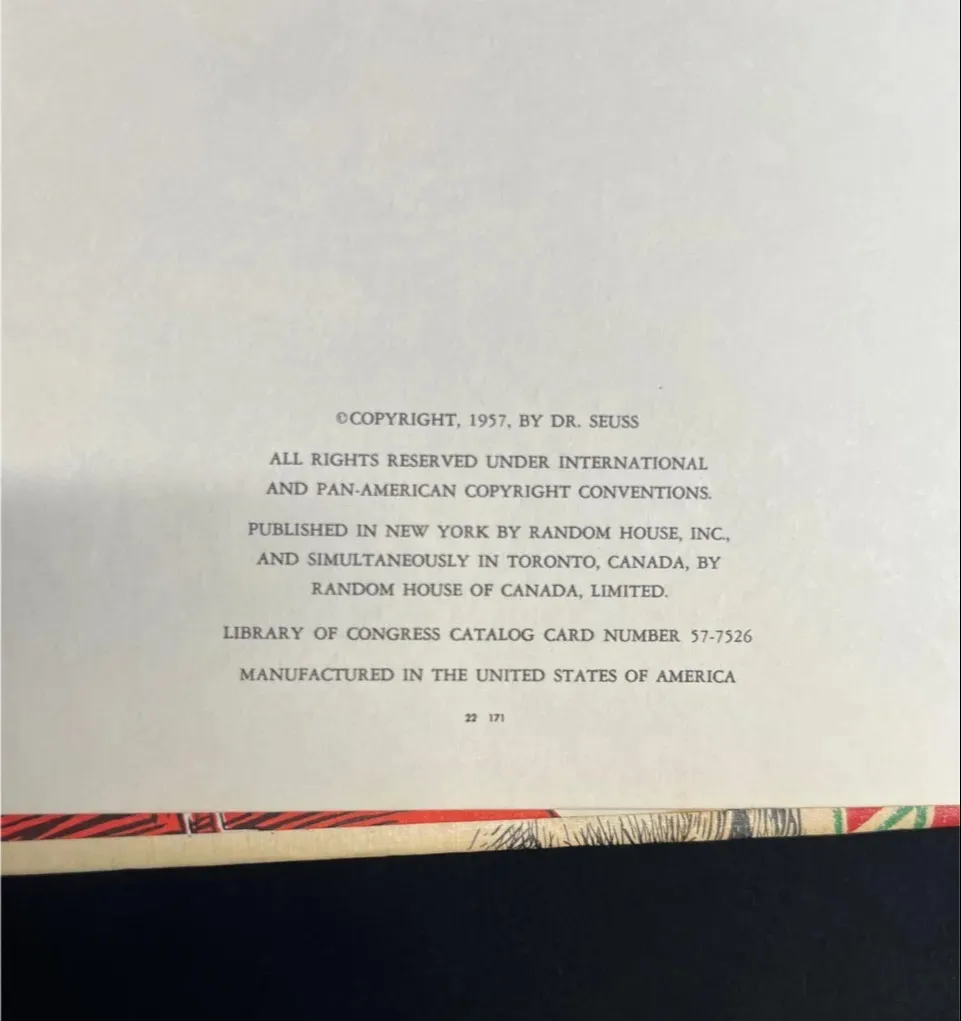 ©COPYRIGHT, 1957, BY DR. SEUSS
ALL RIGHTS RESERVED UNDER INTERNATIONAL
AND PAN-AMERICAN COPYRIGHT CONVENTIONS.
PUBLISHED IN NEW YORK BY RANDOM HOUSE, INC.,
AND SIMULTANEOUSLY IN TORONTO, CANADA, BY
RANDOM HOUSE OF CANADA, LIMITED.
LIBRARY OF CONGRESS CATALOG CARD NUMBER 57-7526
MANUFACTURED IN THE UNITED STATES OF AMERICA
22 171